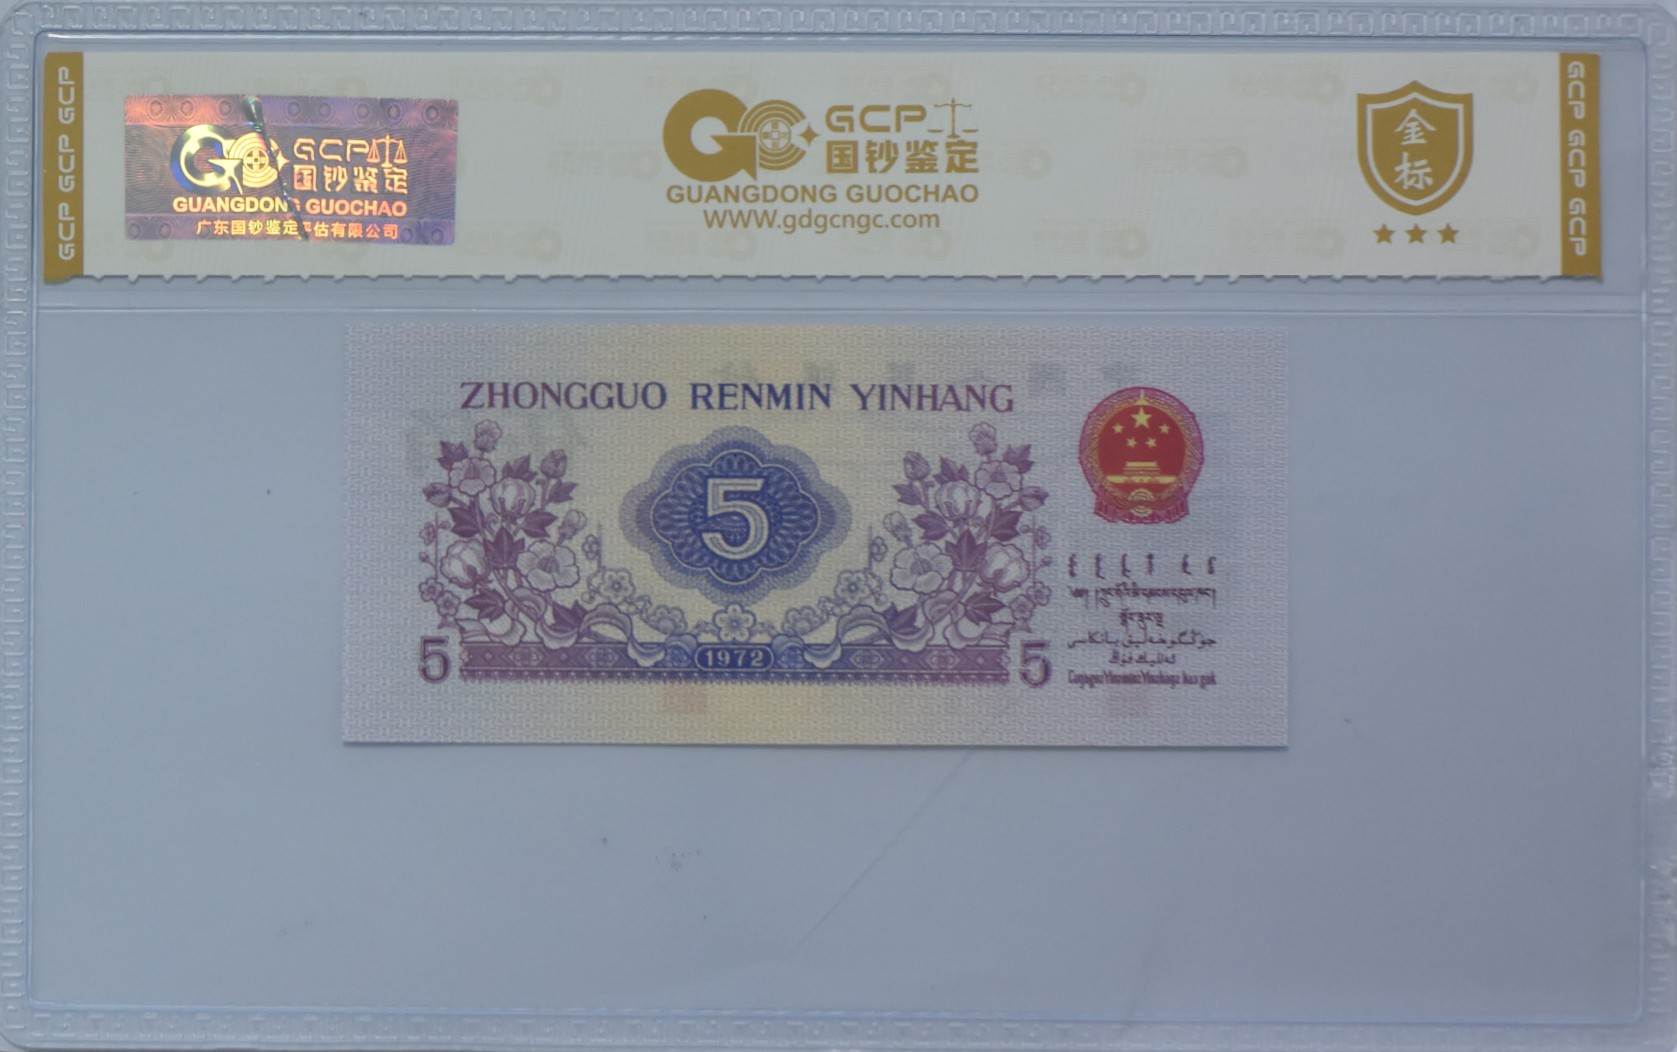 GCP GCP GCP
GCP
国钞鉴定
GUANGDONG GUOCHAO
广东国钞鉴定评估有限公司
GCP
国钞鉴定
GUANGDONG GUOCHAO
WWW.gdgcngc.com
金
标
GCP GCP GCP
ZHONGGUO RENMIN YINHANG
5
5
1972
5